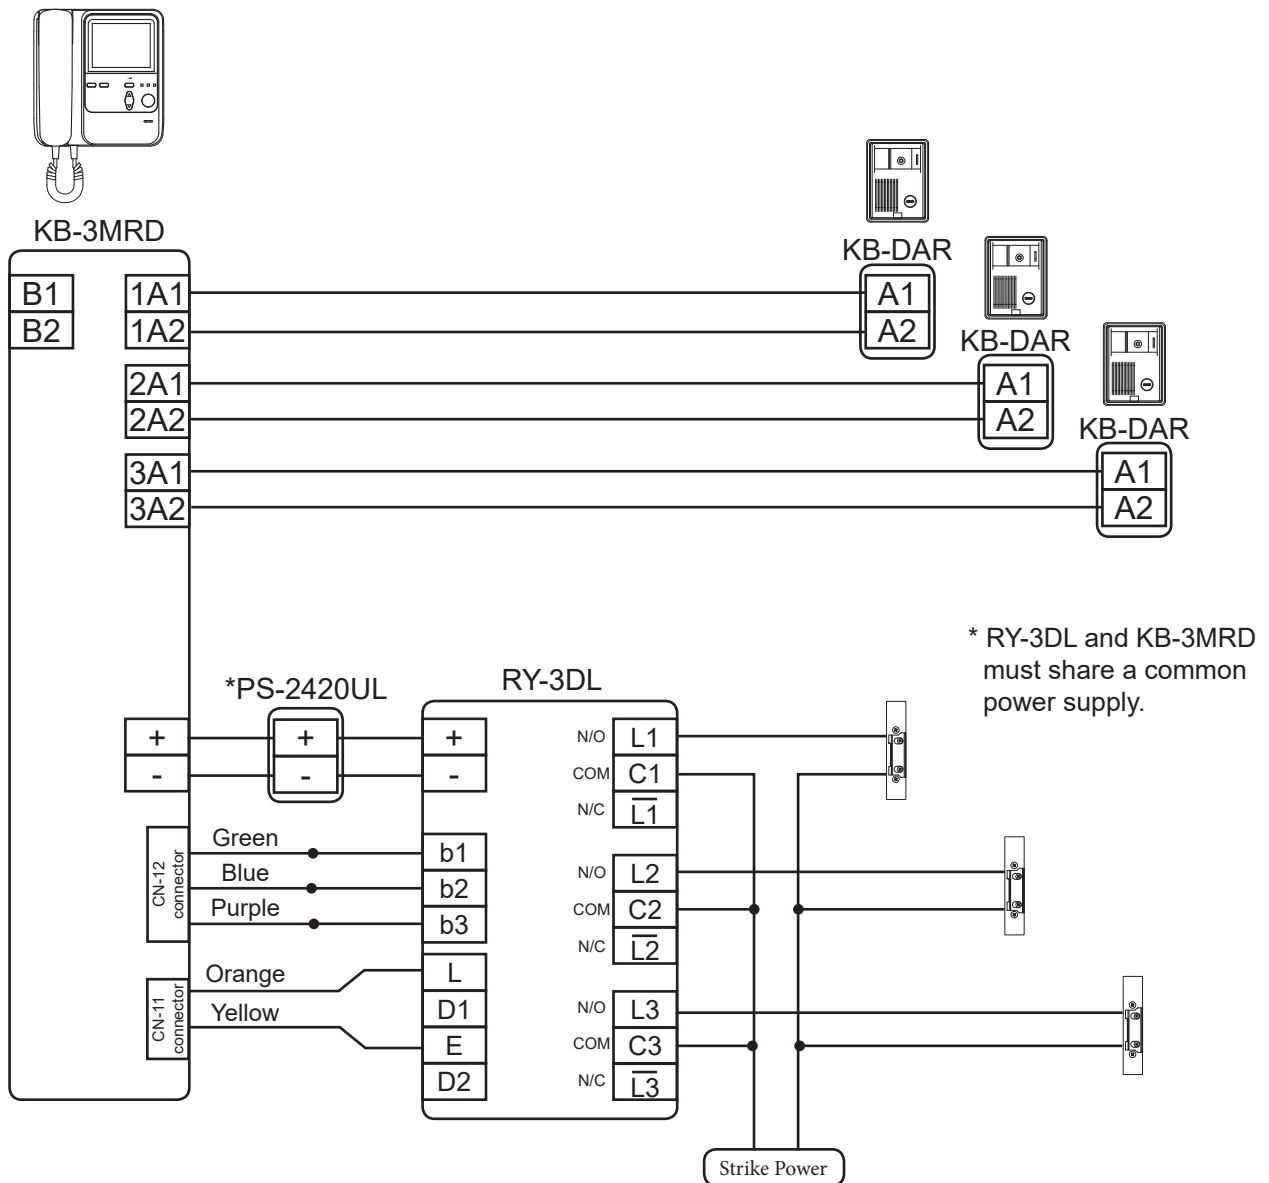 KB-3MRD
B1
B2
1A1
1A2
2A1
2A2
3A1
3A2
KB-DAR
A1
A2
KB-DAR
A1
A2
KB-DAR
A1
A2
* RY-3DL and KB-3MRD
must share a common
power supply.
*PS-2420UL
RY-3DL
+
-
+
-
+
-
CN-12
connector
Green
Blue
Purple
b1
b2
b3
CN-11
connector
Orange
Yellow
L
D1
E
D2
N/O L1
COM C1
N/C L̅1̅
N/O L2
COM C2
N/C L̅2̅
N/O L3
COM C3
N/C L̅3̅
Strike Power